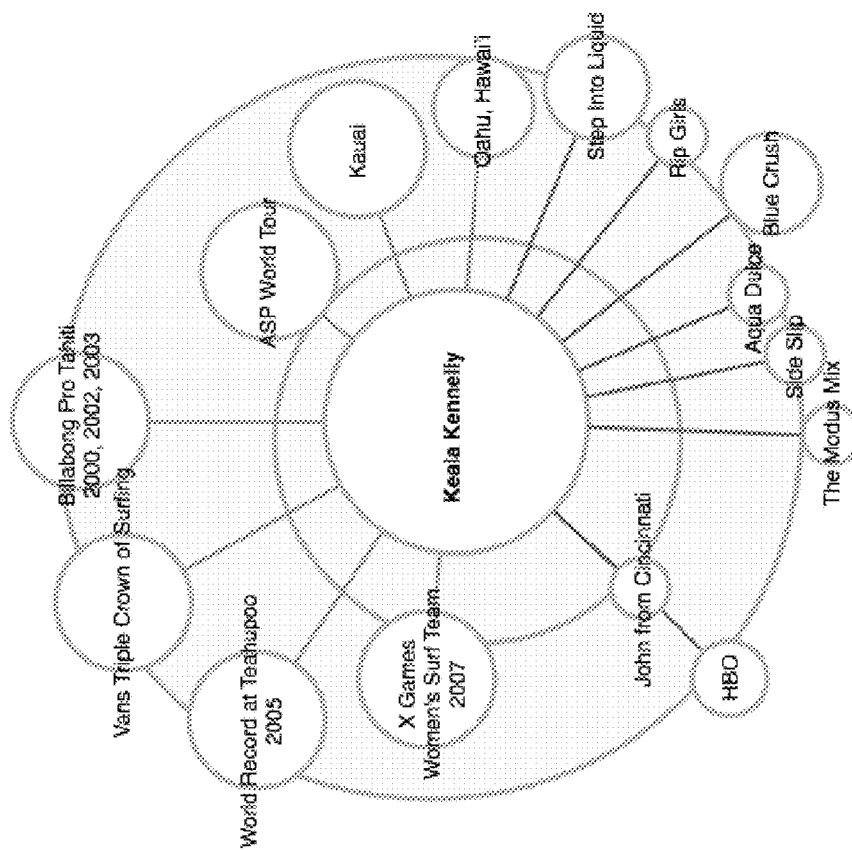 Billabong Pro Tahiti
2000, 2002, 2003
Vans Triple Crown of Surfing
World Record at Teahupoo
2005
X Games
Women's Surf Team
2007
ASP World Tour
Kauai
Oahu, Hawai'i
Step Into Liquid
Rip Girls
Blue Crush
Aqua Dulce
Side Slip
The Modus Mix
Keala Kennelly
John from Cincinnati
HBO